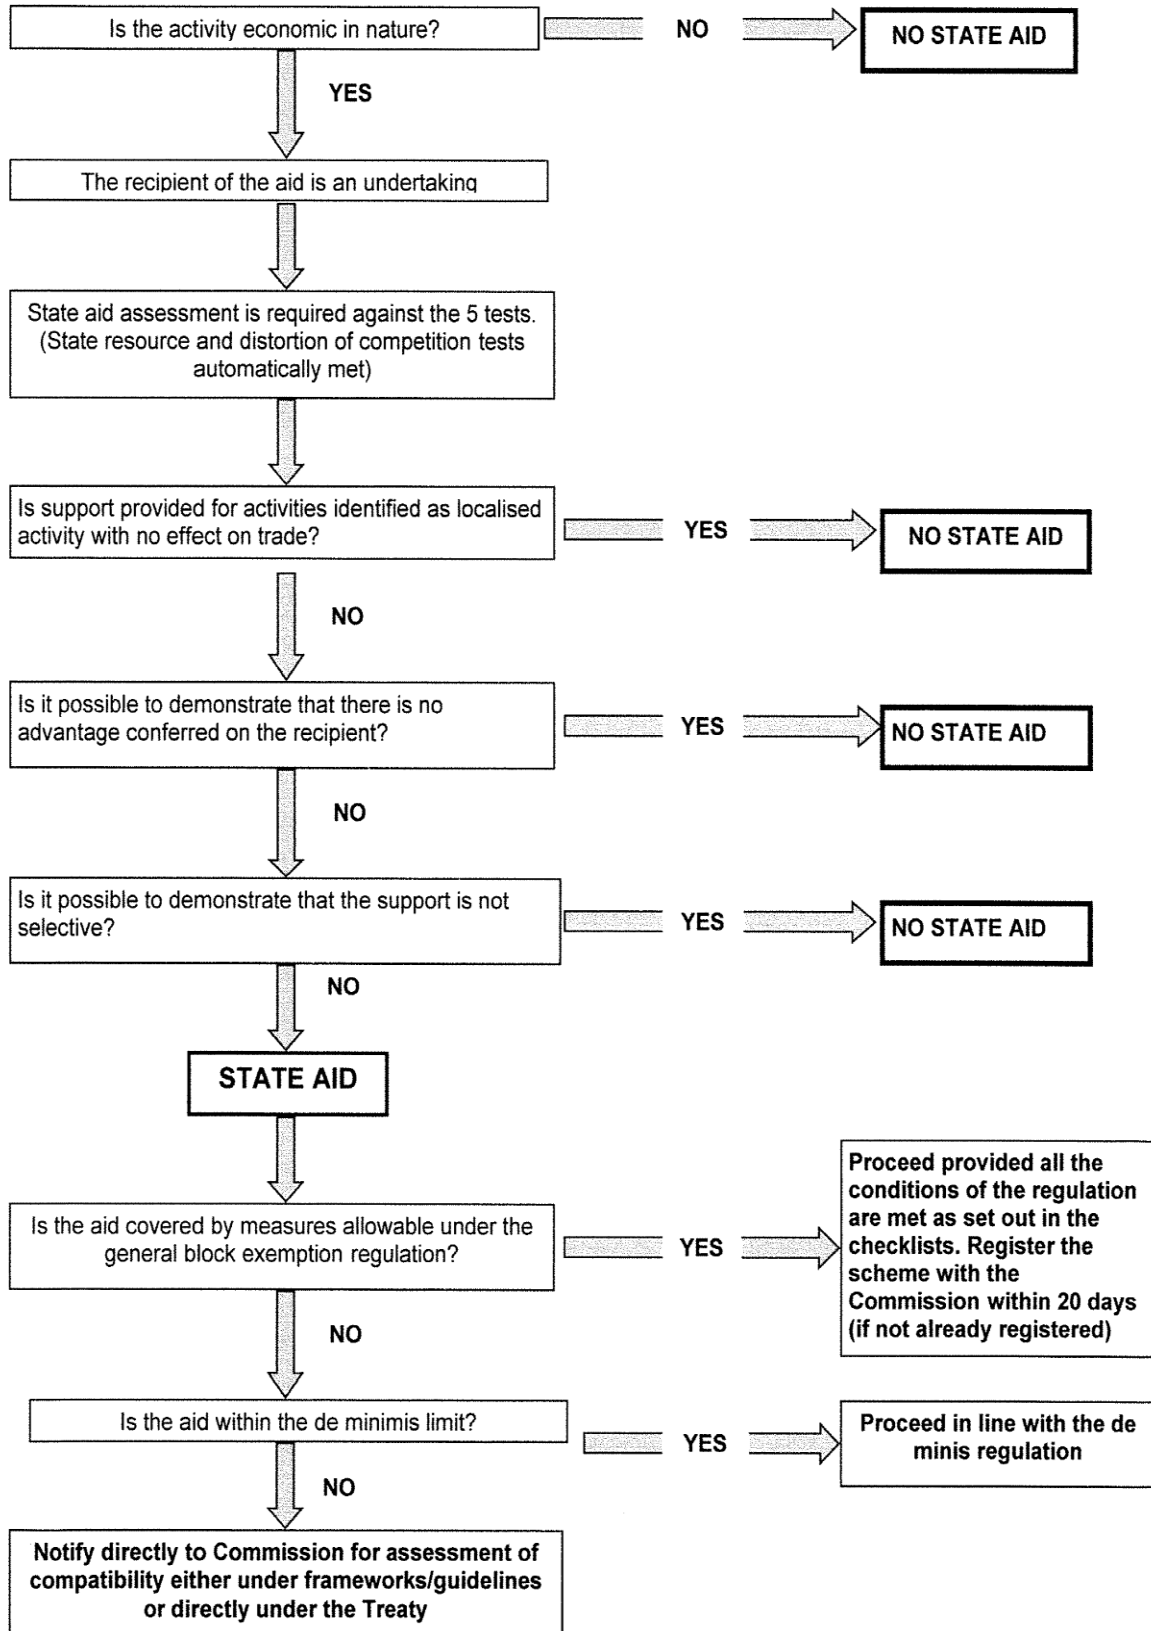 Is the activity economic in nature?
NO
NO STATE AID
YES
The recipient of the aid is an undertaking
State aid assessment is required against the 5 tests.
(State resource and distortion of competition tests
automatically met)
Is support provided for activities identified as localised
activity with no effect on trade?
YES
NO STATE AID
NO
Is it possible to demonstrate that there is no
advantage conferred on the recipient?
YES
NO STATE AID
NO
Is it possible to demonstrate that the support is not
selective?
YES
NO STATE AID
NO
STATE AID
Is the aid covered by measures allowable under the
general block exemption regulation?
YES
Proceed provided all the
conditions of the regulation
are met as set out in the
checklists. Register the
scheme with the
Commission within 20 days
(if not already registered)
NO
Is the aid within the de minimis limit?
YES
Proceed in line with the de
minis regulation
NO
Notify directly to Commission for assessment of
compatibility either under frameworks/guidelines
or directly under the Treaty